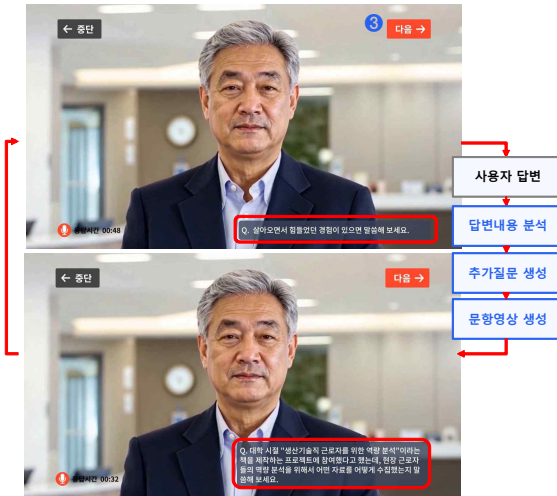 ← 중단
3
다음 →
응답시간 00:48
Q. 살아오면서 힘들었던 경험이 있으면 말씀해 보세요.
사용자 답변
답변내용 분석
추가질문 생성
문항영상 생성
← 중단
다음 →
응답시간 00:32
Q. 대학 시절 "생산기술직 근로자를 위한 역량 분석"이라는
책을 제작하는 프로젝트에 참여했다고 했는데, 현장 근로자
들의 역량 분석을 위해서 어떤 자료를 어떻게 수집했는지 말
씀해 보세요.